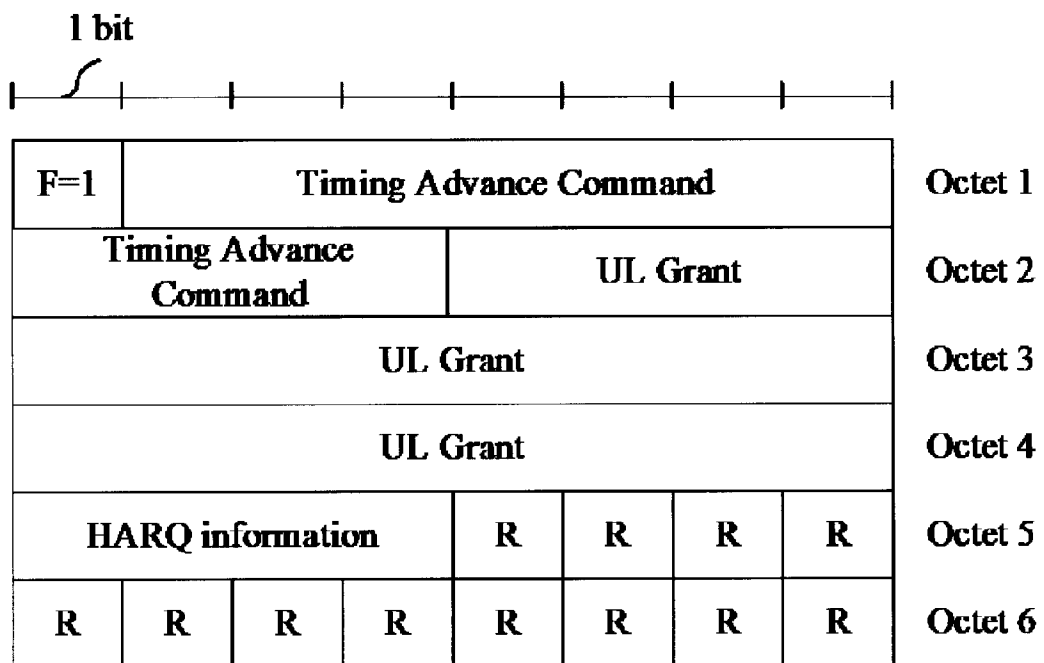 1 bit
F=1 Timing Advance Command Octet 1
Timing Advance
Command
UL Grant Octet 2
UL Grant Octet 3
UL Grant Octet 4
HARQ information R R R R Octet 5
R R R R R R R R Octet 6